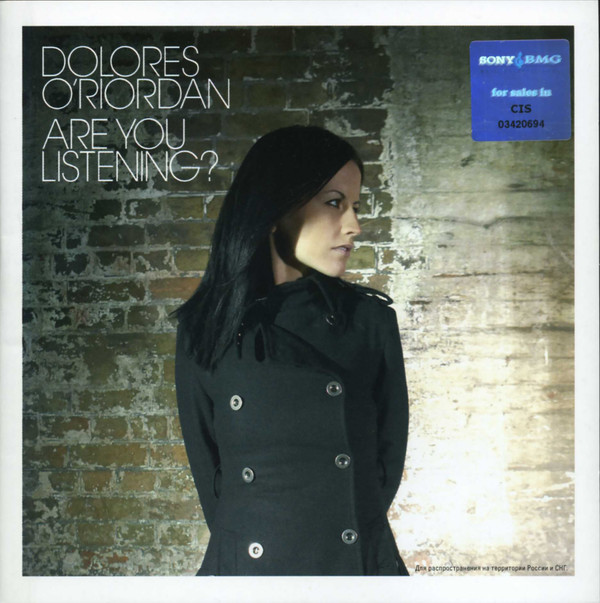 DOLORES
O'RIORDAN
ARE YOU
LISTENING?
SONY BMG
for sales in
CIS
03420694
Для распространения на территории России и СНГ